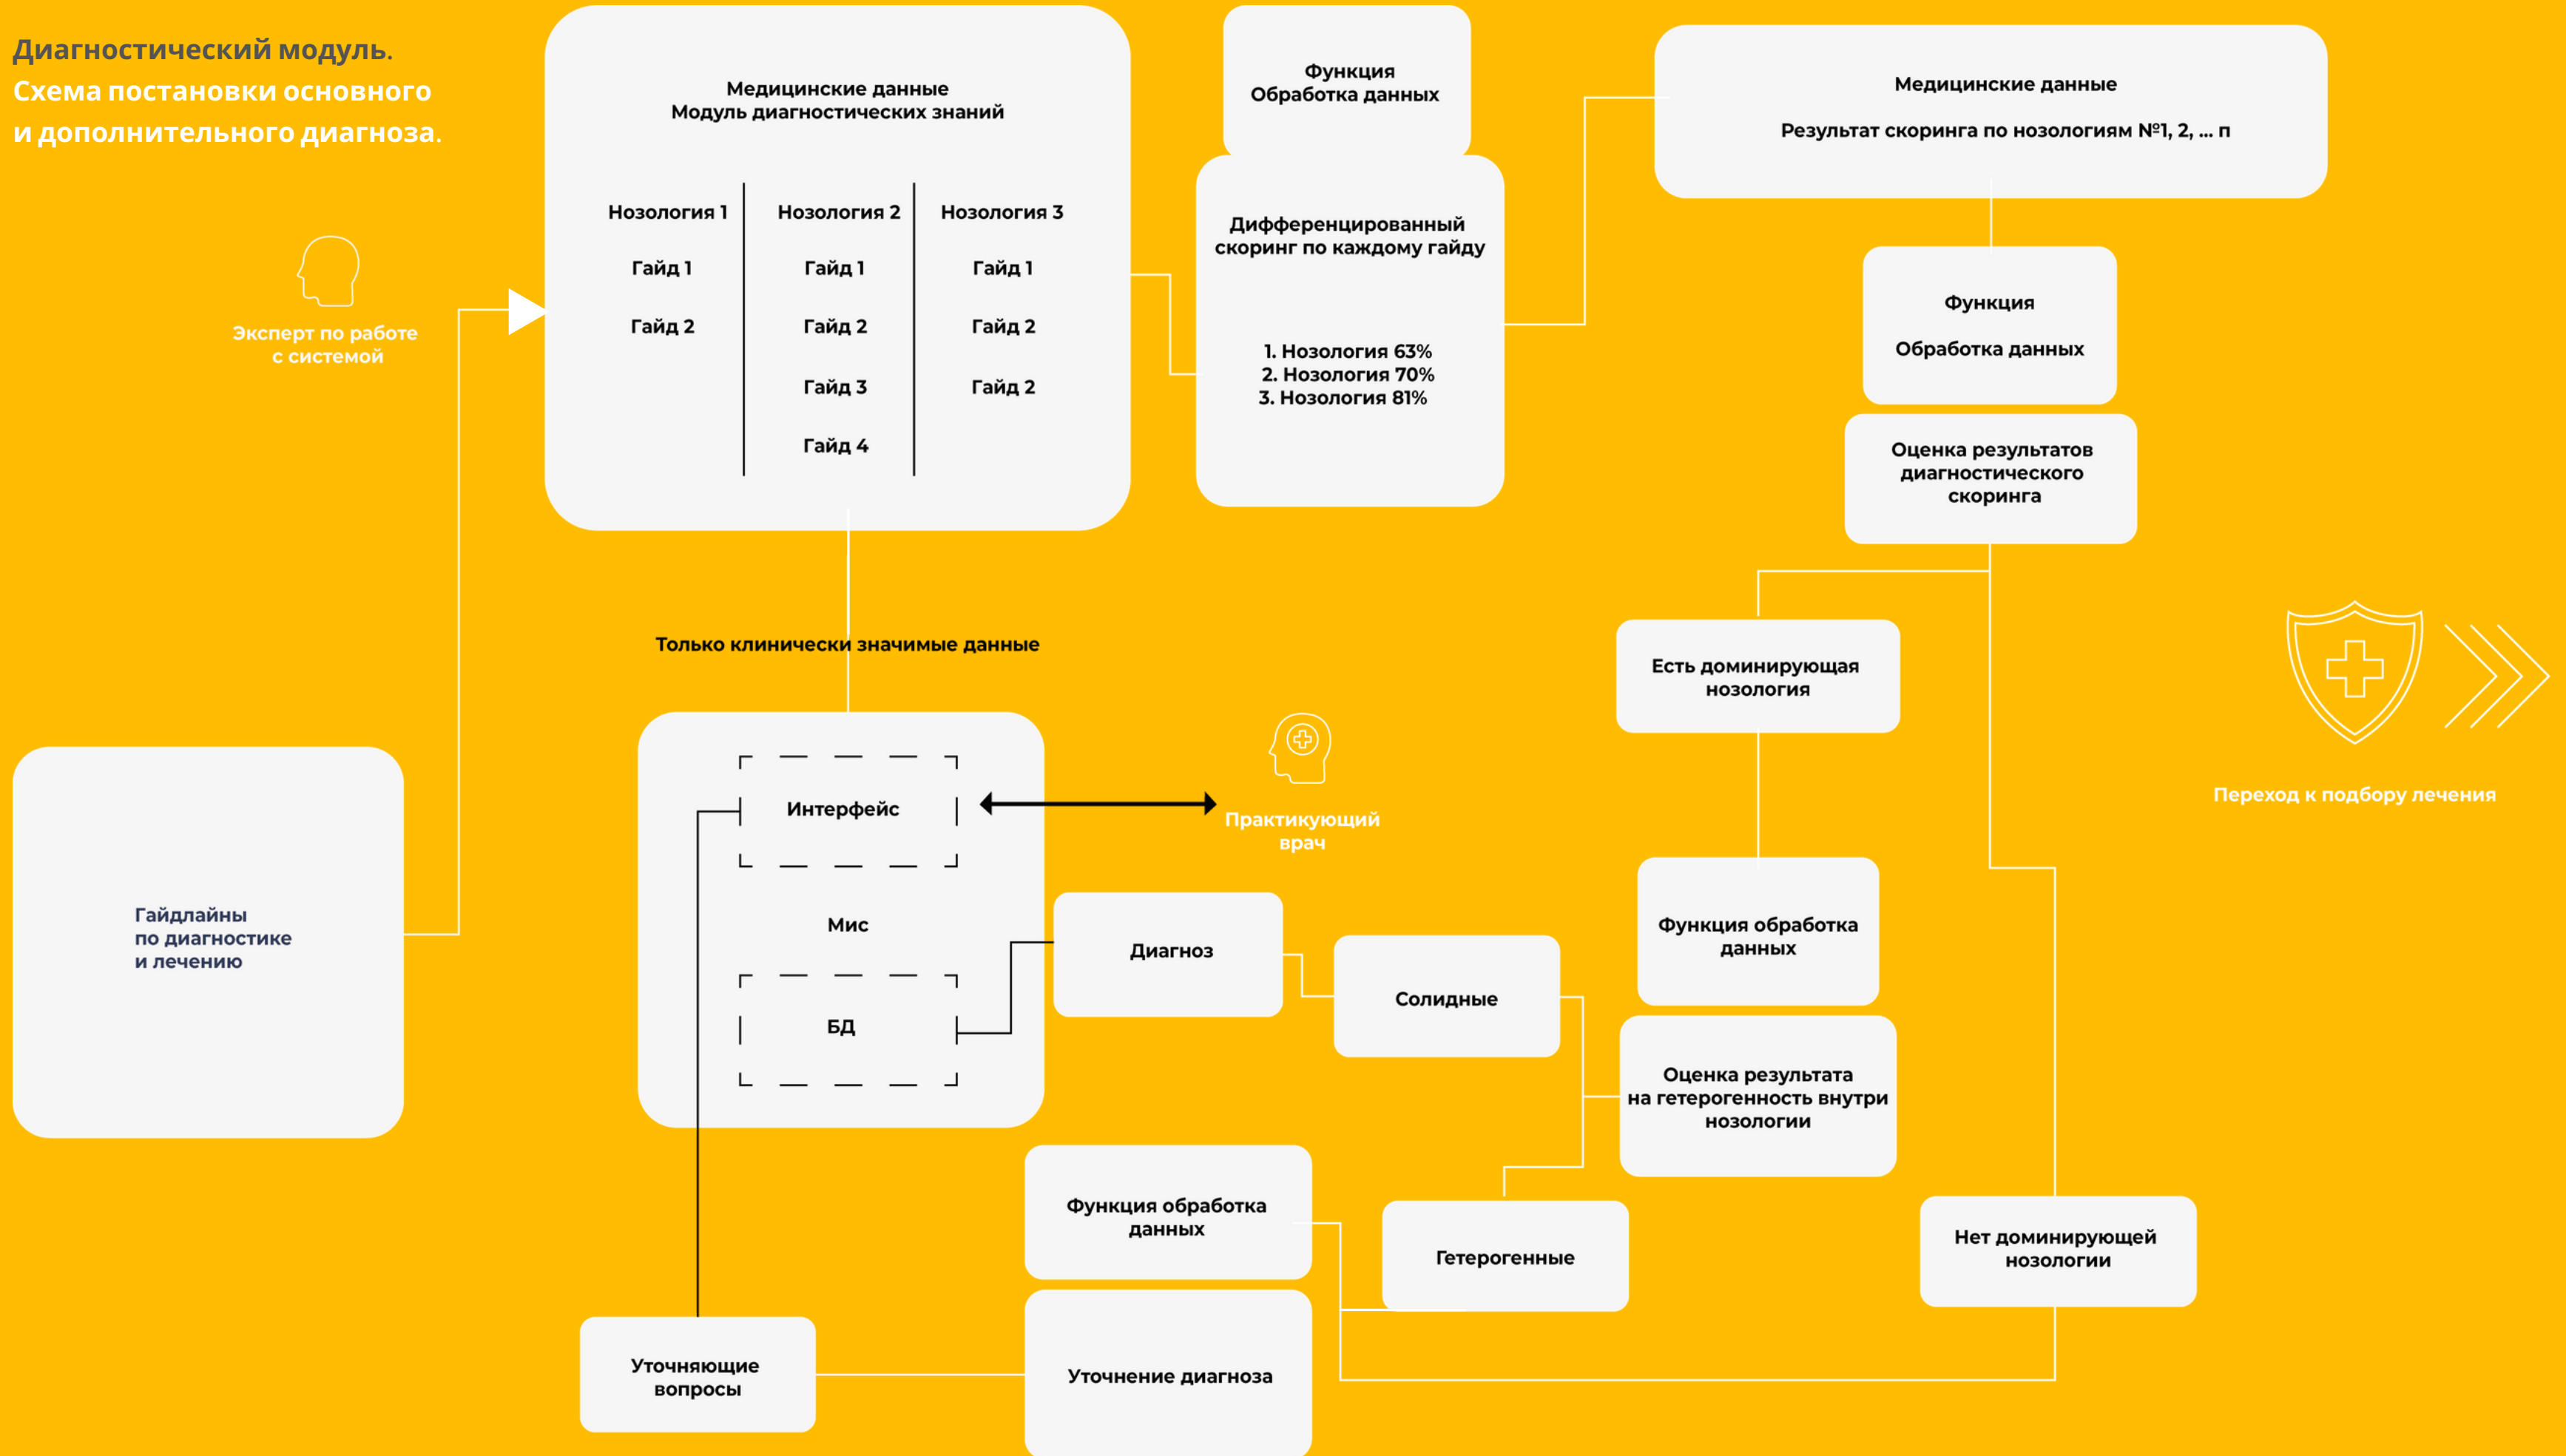 Диагностический модуль.
Схема постановки основного
и дополнительного диагноза.
Эксперт по работе
с системой
Гайдлайны
по диагностике
и лечению
Медицинские данные
Модуль диагностических знаний
Нозология 1
Гайд 1
Гайд 2
Нозология 2
Гайд 1
Гайд 2
Гайд 3
Гайд 4
Нозология 3
Гайд 1
Гайд 2
Гайд 2
Функция
Обработка данных
Дифференцированный
скоринг по каждому гайду
1. Нозология 63%
2. Нозология 70%
3. Нозология 81%
Медицинские данные
Результат скоринга по нозологиям №1, 2, ... п
Функция
Обработка данных
Оценка результатов
диагностического
скоринга
Только клинически значимые данные
Интерфейс
Мис
БД
Практикующий
врач
Есть доминирующая
нозология
Переход к подбору лечения
Функция обработка
данных
Оценка результата
на гетерогенность внутри
нозологии
Диагноз
Солидные
Гетерогенные
Нет доминирующей
нозологии
Функция обработка
данных
Уточнение диагноза
Уточняющие
вопросы